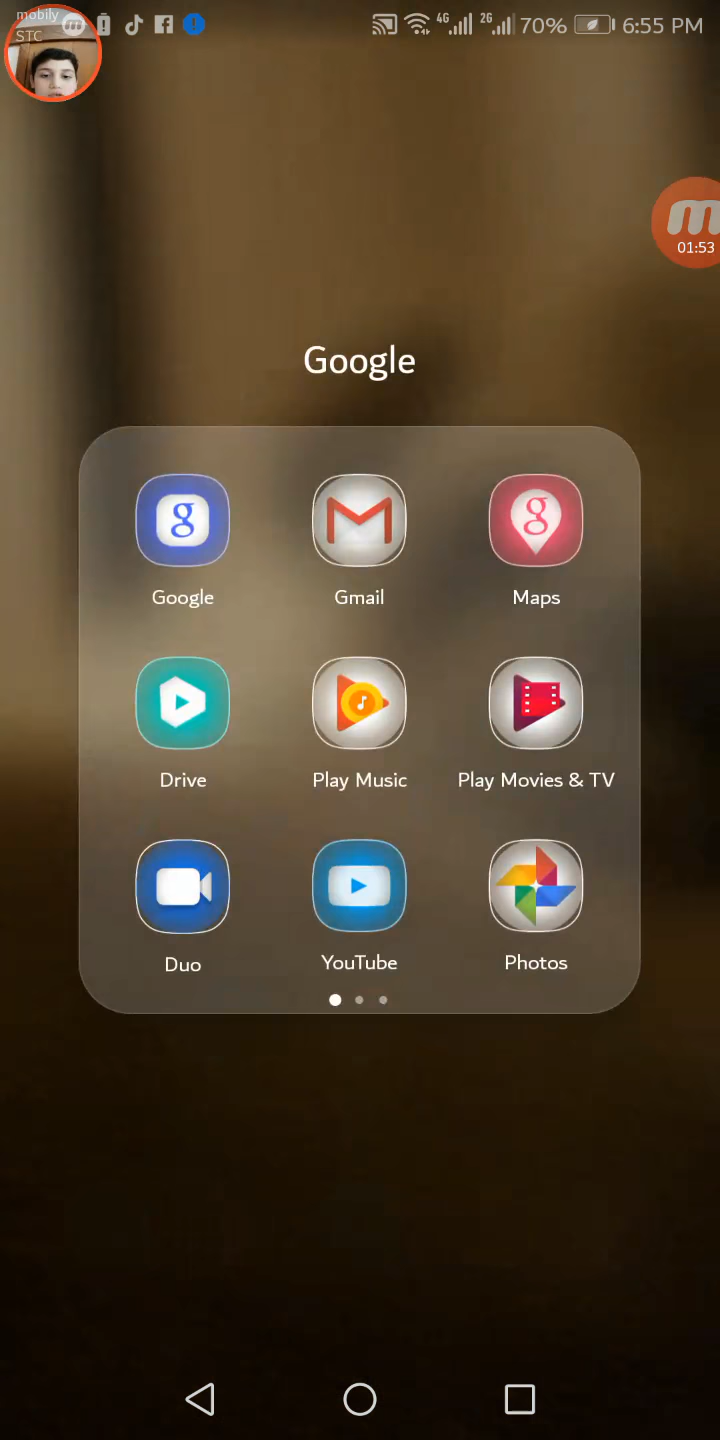 mobily
STC
4G
2G
70%
6:55 PM
01:53
Google
Google
Gmail
Maps
Drive
Play Music
Play Movies & TV
Duo
YouTube
Photos